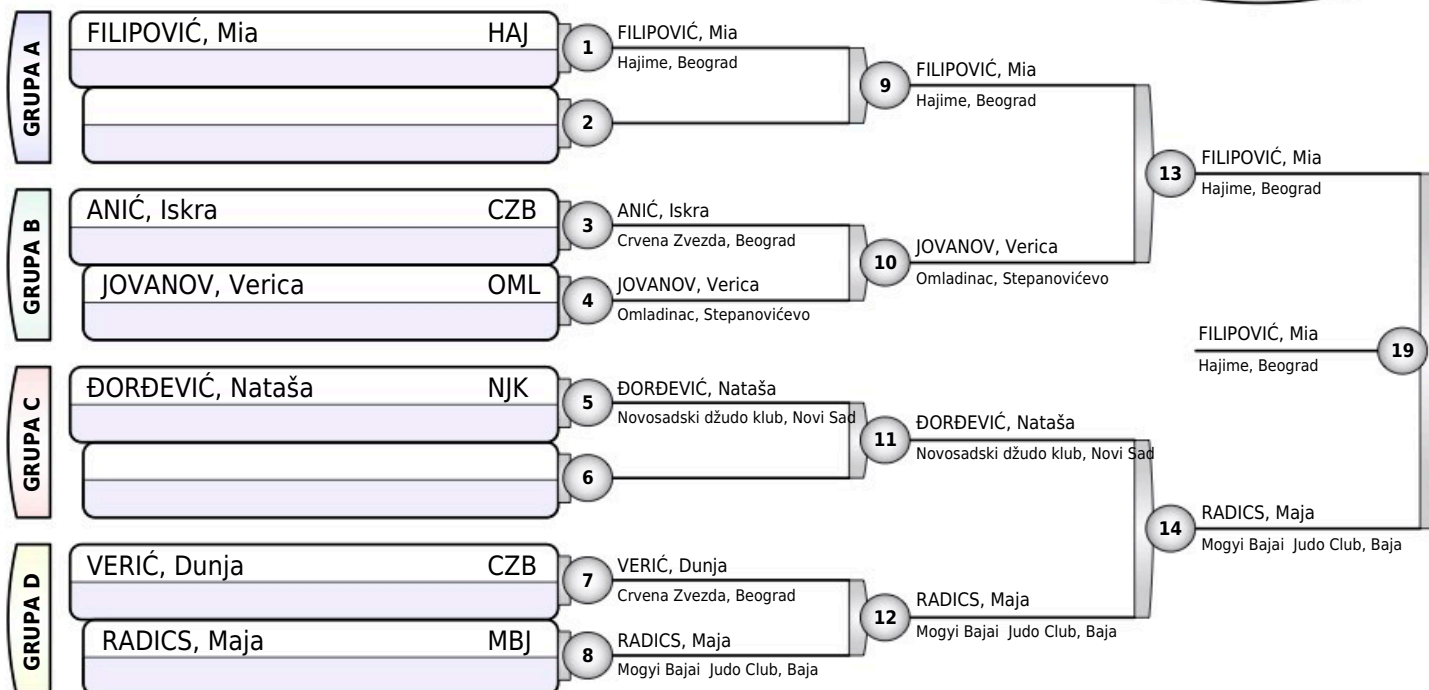 GRUPA A
FILIPOVIĆ, Mia HAJ
1
FILIPOVIĆ, Mia
Hajime, Beograd
2
9
FILIPOVIĆ, Mia
Hajime, Beograd
GRUPA B
ANIĆ, Iskra CZB
JOVANOV, Verica OML
3
ANIĆ, Iskra
Crvena Zvezda, Beograd
4
JOVANOV, Verica
Omladinac, Stepanovićevo
10
JOVANOV, Verica
Omladinac, Stepanovićevo
13
FILIPOVIĆ, Mia
Hajime, Beograd
GRUPA C
ĐORĐEVIĆ, Nataša NJK
5
ĐORĐEVIĆ, Nataša
Novosadski džudo klub, Novi Sad
6
11
ĐORĐEVIĆ, Nataša
Novosadski džudo klub, Novi Sad
GRUPA D
VERIĆ, Dunja CZB
RADICS, Maja MBJ
7
VERIĆ, Dunja
Crvena Zvezda, Beograd
8
RADICS, Maja
Mogyi Bajai Judo Club, Baja
12
RADICS, Maja
Mogyi Bajai Judo Club, Baja
14
RADICS, Maja
Mogyi Bajai Judo Club, Baja
FILIPOVIĆ, Mia
Hajime, Beograd
19